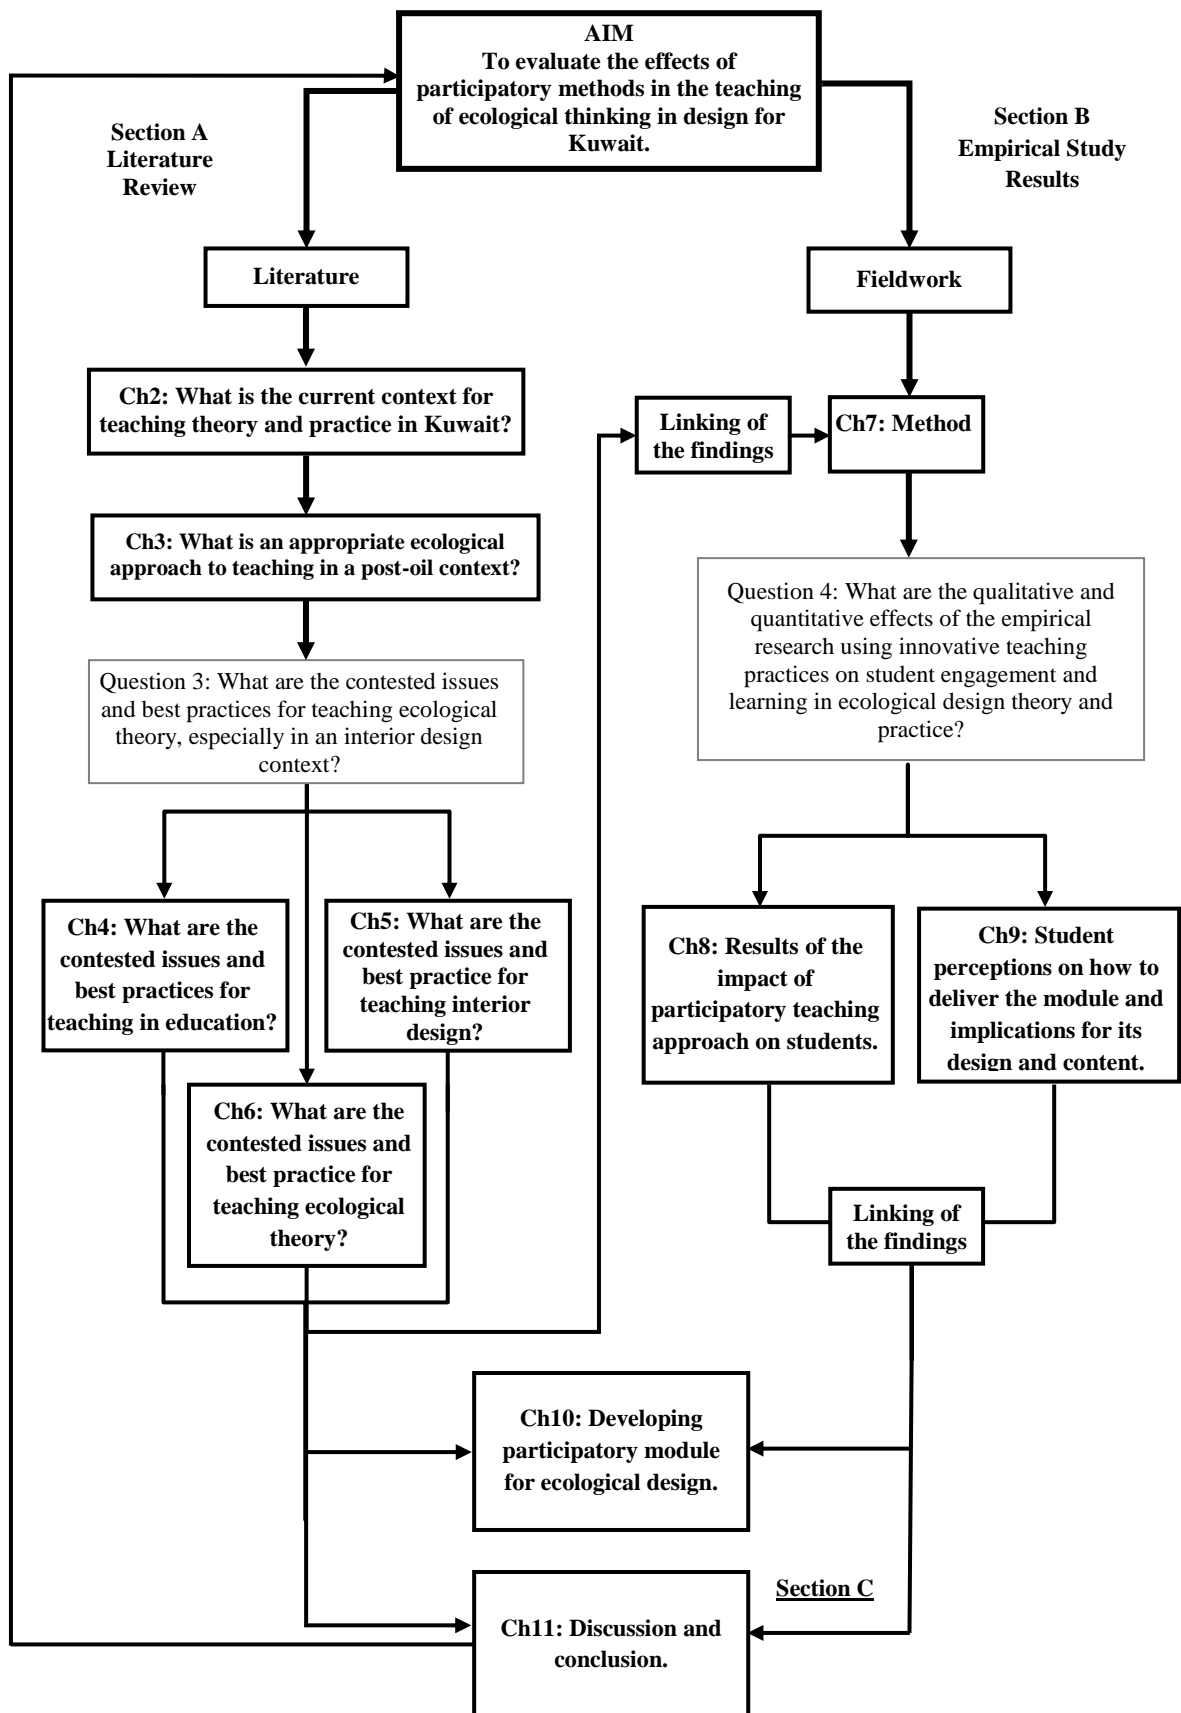 AIM
To evaluate the effects of
participatory methods in the teaching
of ecological thinking in design for
Kuwait.
Section A
Literature
Review
Section B
Empirical Study
Results
Literature
Fieldwork
Ch2: What is the current context for
teaching theory and practice in Kuwait?
Linking of
the findings
Ch7: Method
Ch3: What is an appropriate ecological
approach to teaching in a post-oil context?
Question 3: What are the contested issues
and best practices for teaching ecological
theory, especially in an interior design
context?
Question 4: What are the qualitative and
quantitative effects of the empirical
research using innovative teaching
practices on student engagement and
learning in ecological design theory and
practice?
Ch4: What are the
contested issues and
best practices for
teaching in education?
Ch5: What are the
contested issues and
best practice for
teaching interior
design?
Ch6: What are the
contested issues and
best practice for
teaching ecological
theory?
Ch8: Results of the
impact of
participatory teaching
approach on students.
Ch9: Student
perceptions on how to
deliver the module and
implications for its
design and content.
Linking of
the findings
Ch10: Developing
participatory module
for ecological design.
Section C
Ch11: Discussion and
conclusion.